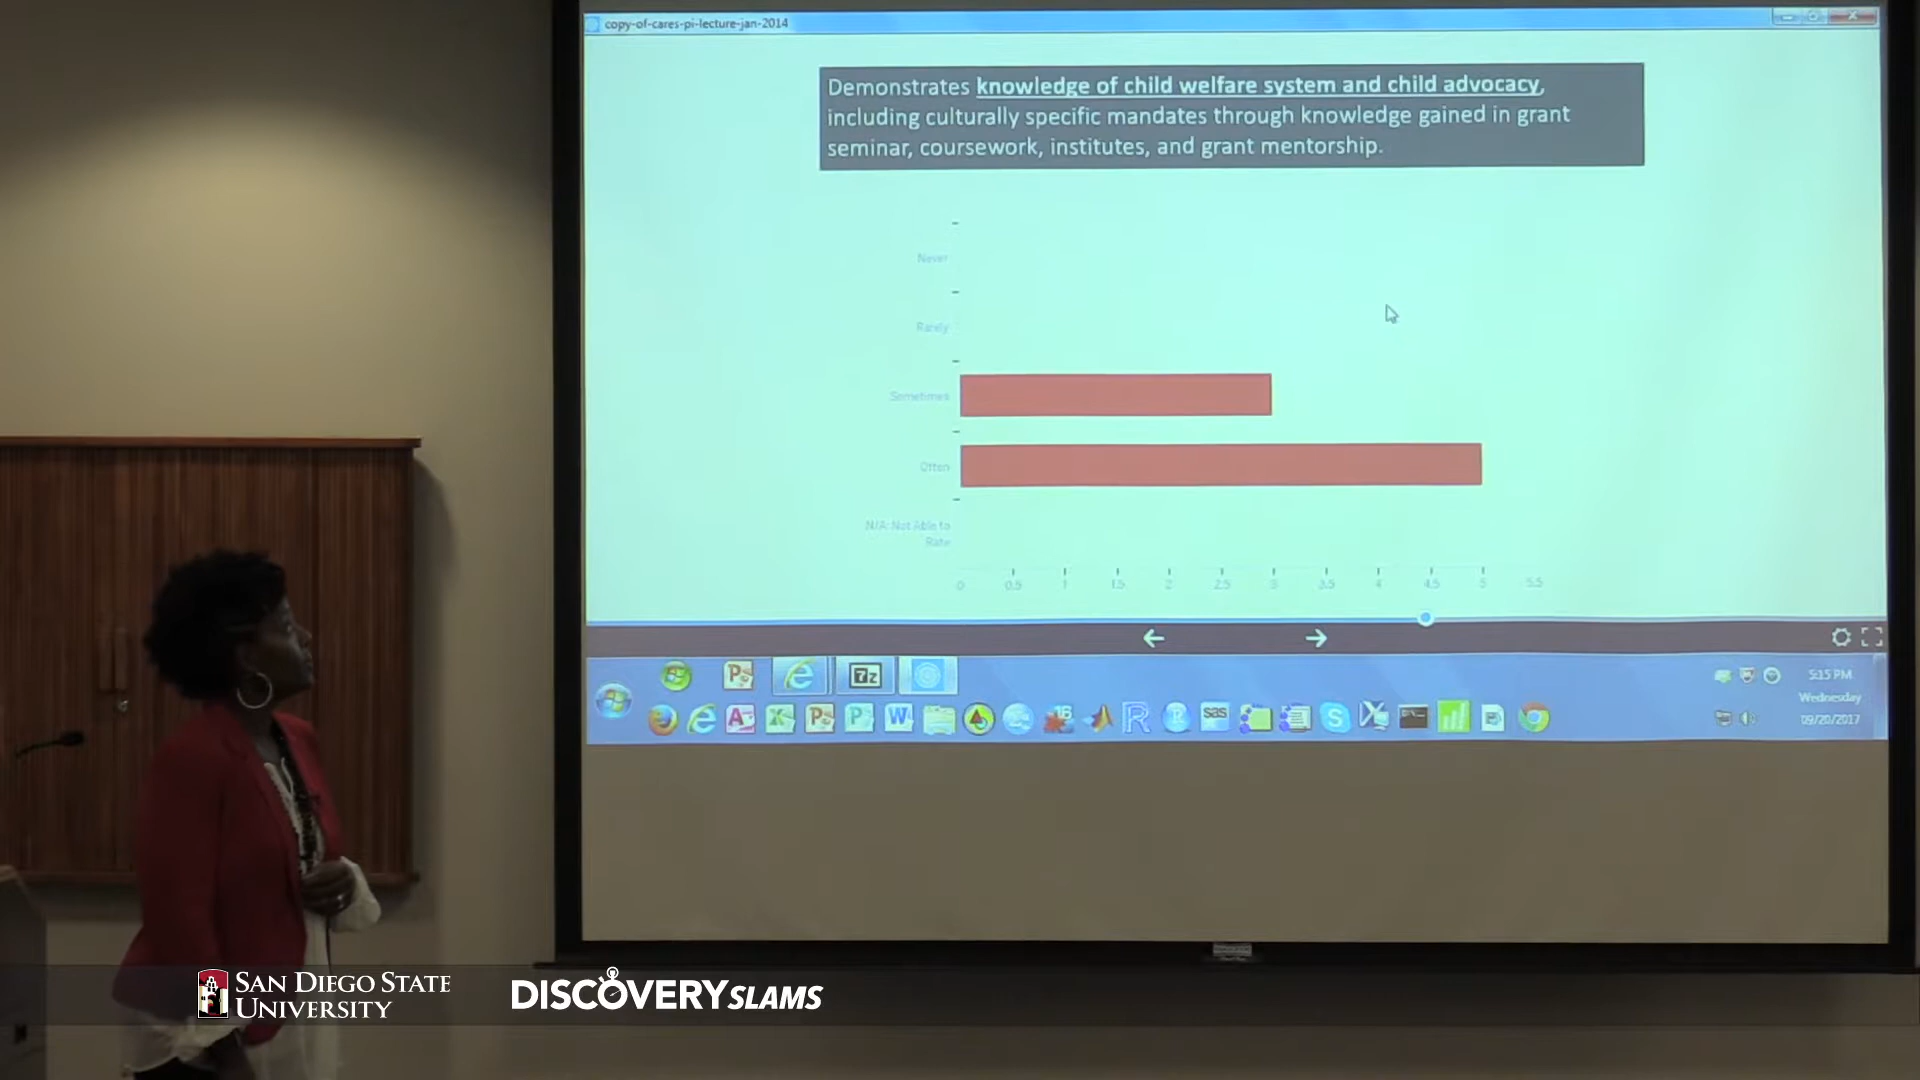 copy-of-cares-pi-lecture-jan-2014
Demonstrates knowledge of child welfare system and child advocacy,
including culturally specific mandates through knowledge gained in grant
seminar, coursework, institutes, and grant mentorship.
Never
Rarely
Sometimes
Often
N/A: Not Able to
Rate
0 0.5 1 1.5 2 2.5 3 3.5 4 4.5 5 5.5
5:15 PM
Wednesday
09/20/2017
7z
sas
SAN DIEGO STATE
UNIVERSITY
DISCOVERY SLAMS